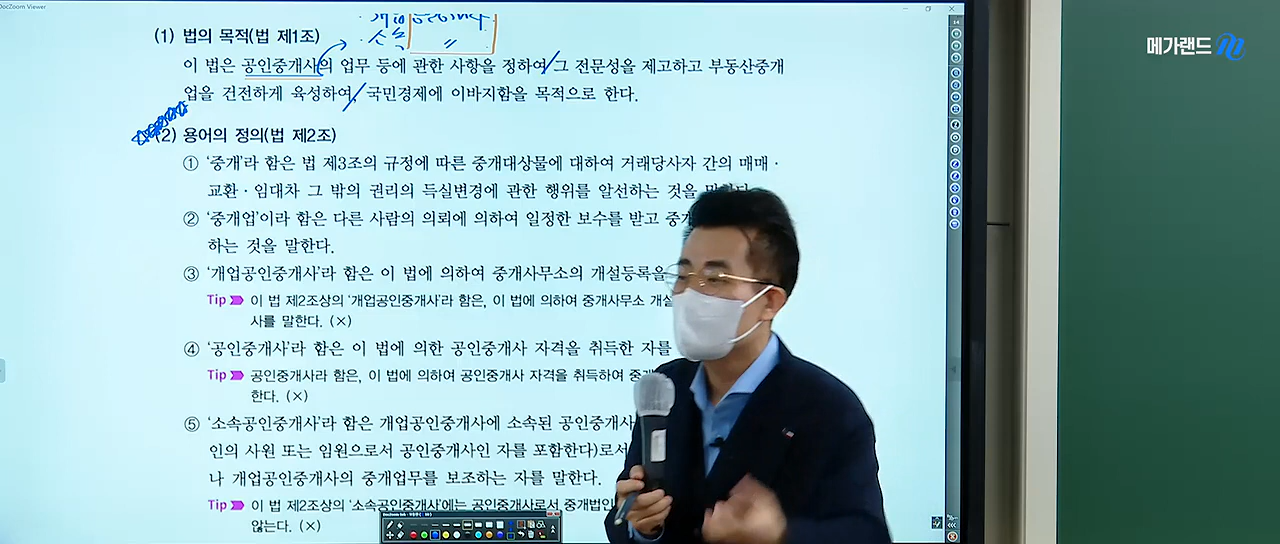 DocZoom Viewer
메가랜드
(1) 법의 목적(법 제1조)
이 법은 공인중개사의 업무 등에 관한 사항을 정하여 그 전문성을 제고하고 부동산중개
업을 건전하게 육성하여 국민경제에 이바지함을 목적으로 한다.
(2) 용어의 정의(법 제2조)
① ‘중개’라 함은 법 제3조의 규정에 따른 중개대상물에 대하여 거래당사자 간의 매매·
교환·임대차 그 밖의 권리의 득실변경에 관한 행위를 알선하는 것을 말한다.
② ‘중개업’이라 함은 다른 사람의 의뢰에 의하여 일정한 보수를 받고 중개
하는 것을 말한다.
③ ‘개업공인중개사’라 함은 이 법에 의하여 중개사무소의 개설등록을
Tip 이 법 제2조상의 ‘개업공인중개사’라 함은, 이 법에 의하여 중개사무소 개설
사를 말한다. (×)
④ ‘공인중개사’라 함은 이 법에 의한 공인중개사 자격을 취득한 자를
Tip 공인중개사라 함은, 이 법에 의하여 공인중개사 자격을 취득하여 중개
한다. (×)
⑤ ‘소속공인중개사’라 함은 개업공인중개사에 소속된 공인중개사
인의 사원 또는 임원으로서 공인중개사인 자를 포함한다)로서
나 개업공인중개사의 중개업무를 보조하는 자를 말한다.
Tip 이 법 제2조상의 ‘소속공인중개사’에는 공인중개사로서 중개법인
않는다. (×)